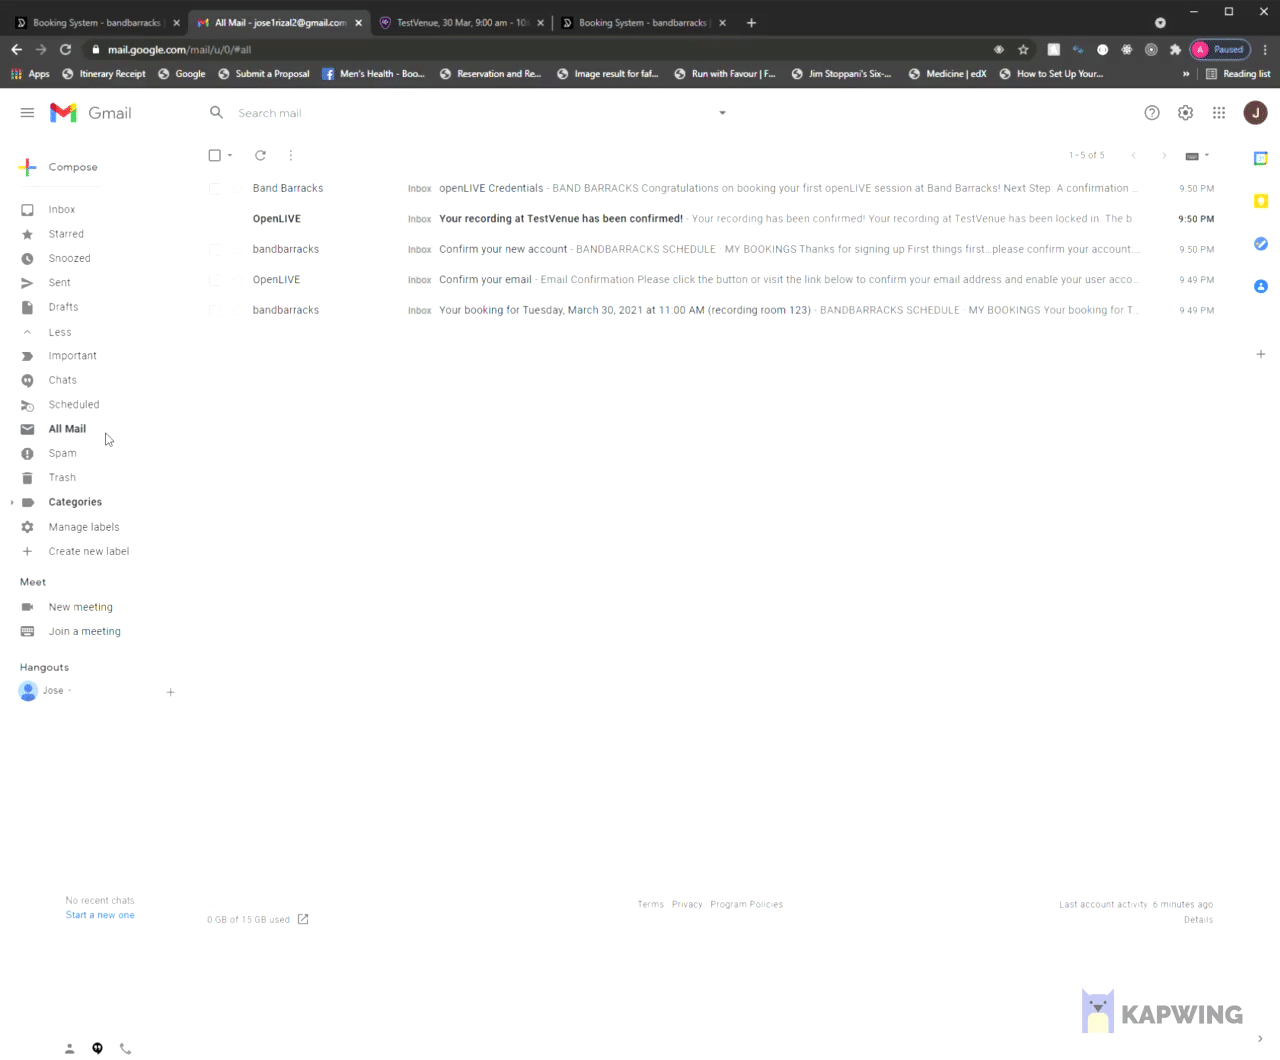 Booking System - bandbarracks
All Mail - jose1rizal2@gmail.com
TestVenue, 30 Mar, 9:00 am - 10:
Booking System - bandbarracks
mail.google.com/mail/u/0/#all
A Paused
Apps
Itinerary Receipt
Google
Submit a Proposal
Men's Health - Boo...
Reservation and Re...
Image result for faf...
Run with Favour | F...
Jim Stoppani's Six-...
Medicine | edX
How to Set Up Your...
»
Reading list
Gmail
Search mail
J
Compose
1-5 of 5
Band Barracks Inbox openLIVE Credentials - BAND BARRACKS Congratulations on booking your first openLIVE session at Band Barracks! Next Step: A confirmation ... 9:50 PM
OpenLIVE Inbox Your recording at TestVenue has been confirmed! - Your recording has been confirmed! Your recording at TestVenue has been locked in. The b... 9:50 PM
bandbarracks Inbox Confirm your new account - BANDBARRACKS SCHEDULE · MY BOOKINGS Thanks for signing up First things first...please confirm your account: ... 9:50 PM
OpenLIVE Inbox Confirm your email - Email Confirmation Please click the button or visit the link below to confirm your email address and enable your user acco... 9:49 PM
bandbarracks Inbox Your booking for Tuesday, March 30, 2021 at 11:00 AM (recording room 123) - BANDBARRACKS SCHEDULE · MY BOOKINGS Your booking for T... 9:49 PM
Inbox
Starred
Snoozed
Sent
Drafts
Less
Important
Chats
Scheduled
All Mail
Spam
Trash
Categories
Manage labels
Create new label
Meet
New meeting
Join a meeting
Hangouts
Jose
No recent chats
Start a new one
0 GB of 15 GB used
Terms · Privacy · Program Policies
Last account activity: 6 minutes ago
Details
KAPWING